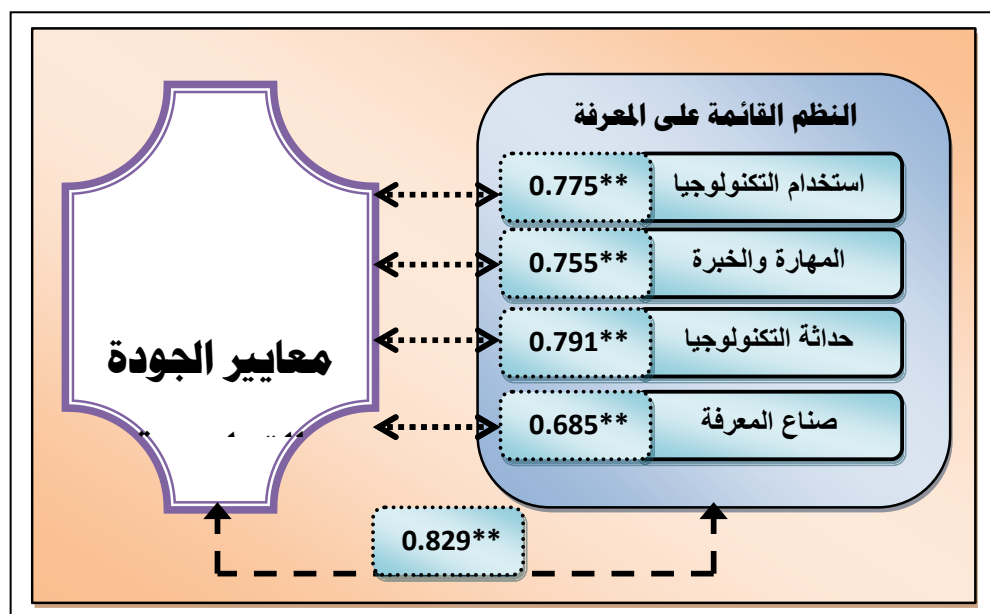 النظم القائمة على المعرفة
استخدام التكنولوجيا 0.775**
المهارة والخبرة 0.755**
حداثة التكنولوجيا 0.791**
صناع المعرفة 0.685**
معايير الجودة
0.829**